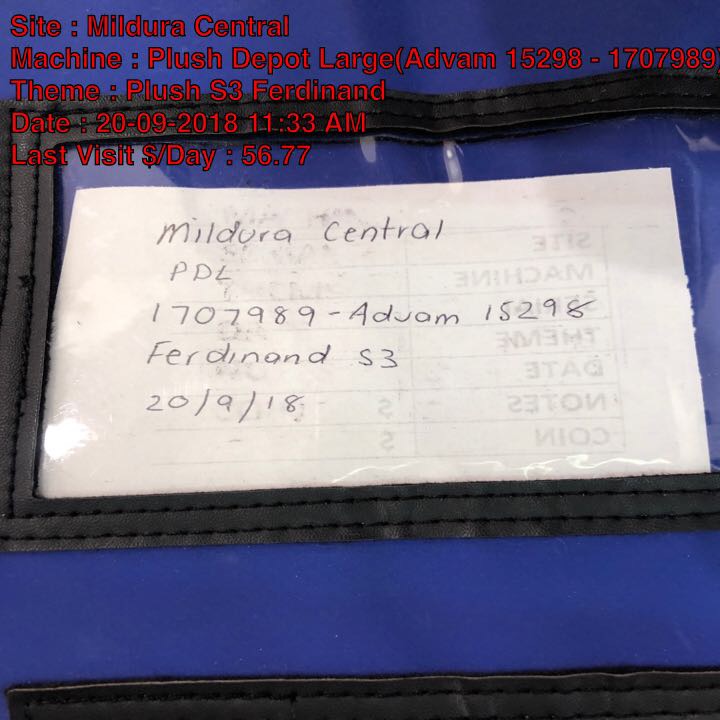 Site : Mildura Central
Machine : Plush Depot Large(Advam 15298 - 1707989)
Theme : Plush S3 Ferdinand
Date : 20-09-2018 11:33 AM
Last Visit $/Day : 56.77
Mildura Central
PDL
1707989 - Advam 15298
Ferdinand S3
20/9/18
SITE
MACHINE
THEME
DATE
NOTES $
COIN $